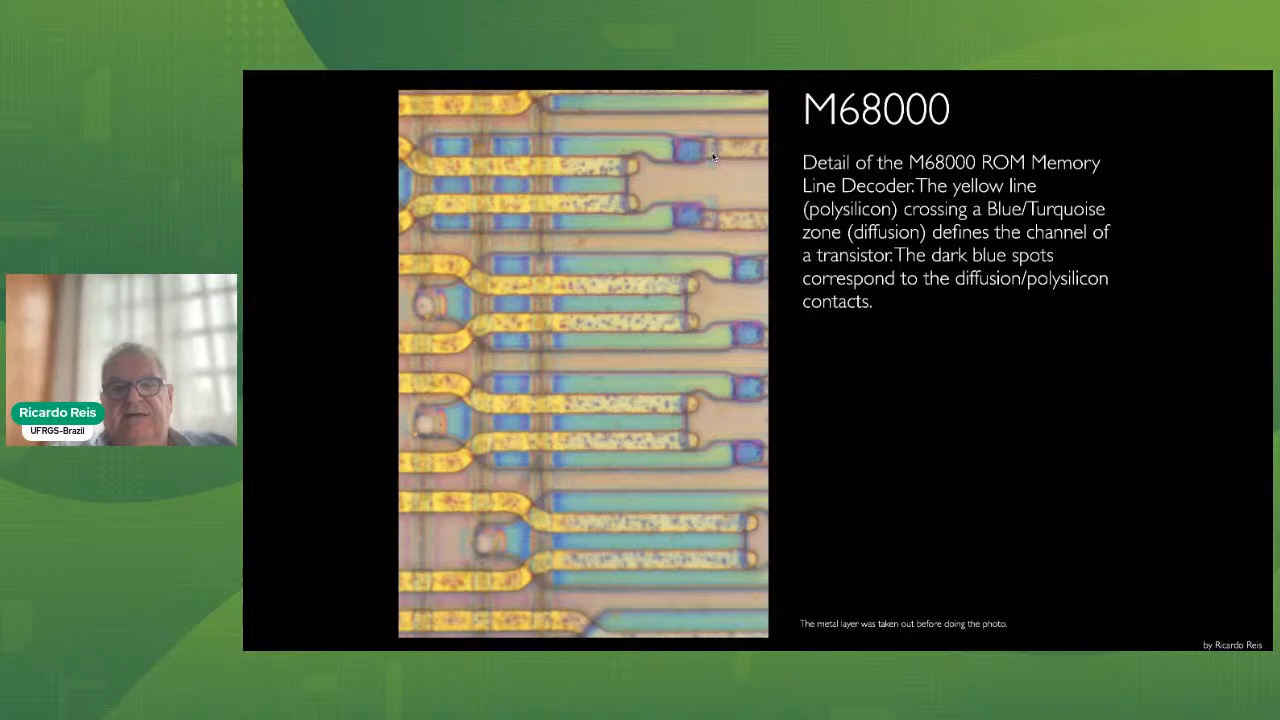 M68000
Detail of the M68000 ROM Memory
Line Decoder. The yellow line
(polysilicon) crossing a Blue/Turquoise
zone (diffusion) defines the channel of
a transistor. The dark blue spots
correspond to the diffusion/polysilicon
contacts.
Ricardo Reis
UFRGS-Brazil
The metal layer was taken out before doing the photo.
by Ricardo Reis